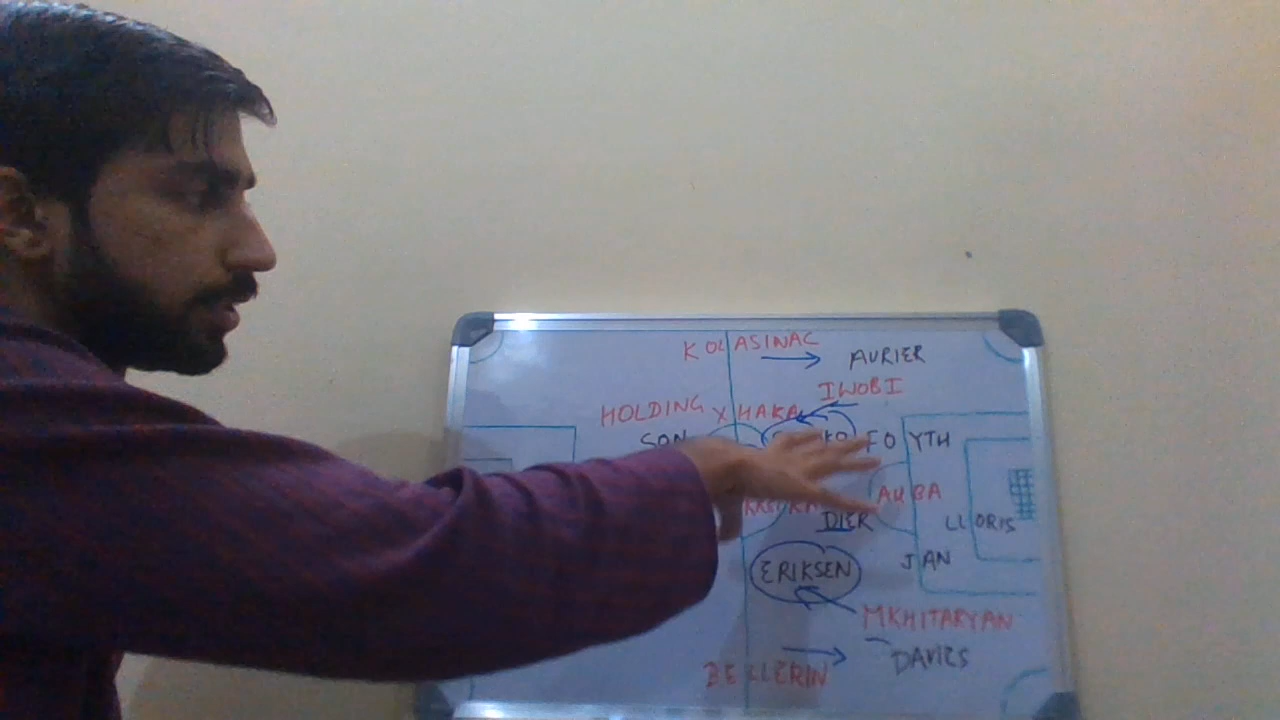 KOLASINAC
AURIER
IWOBI
HOLDING XHAKA
SON
FOYTH
AUBA
DIER
LLORIS
ERIKSEN
JAN
MKHITARYAN
DAVIES
BELLERIN